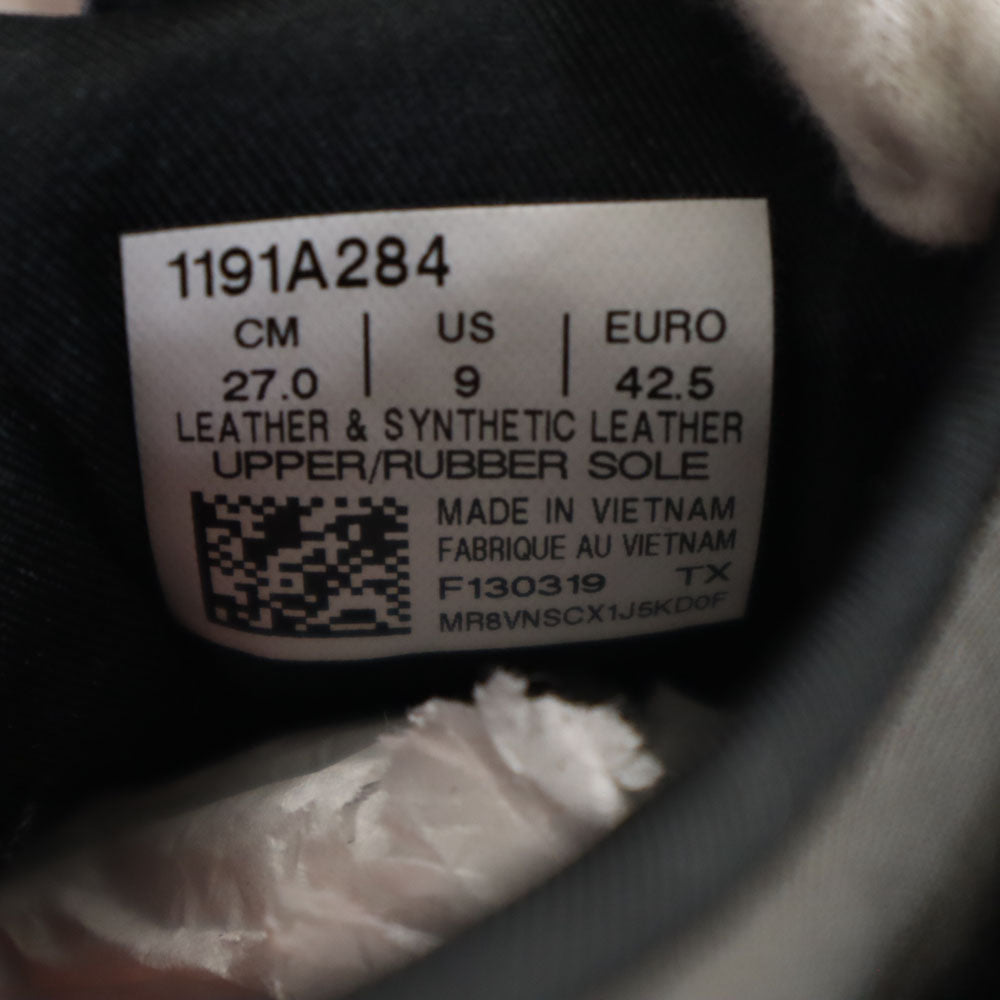 1191A284
CM | US | EURO
27.0 | 9 | 42.5
LEATHER & SYNTHETIC LEATHER
UPPER/RUBBER SOLE
MADE IN VIETNAM
FABRIQUE AU VIETNAM
F130319 TX
MR8VNSCX1J5KD0F